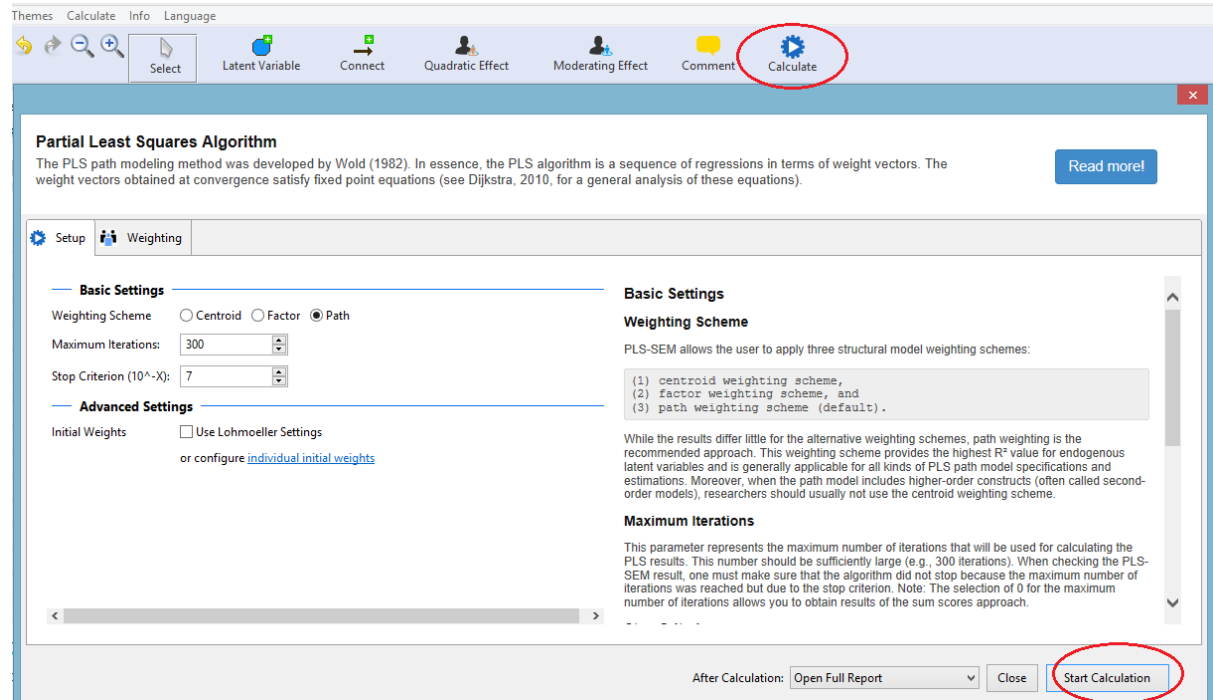 Themes Calculate Info Language
Select
Latent Variable
Connect
Quadratic Effect
Moderating Effect
Comment
Calculate
Partial Least Squares Algorithm
The PLS path modeling method was developed by Wold (1982). In essence, the PLS algorithm is a sequence of regressions in terms of weight vectors. The
weight vectors obtained at convergence satisfy fixed point equations (see Dijkstra, 2010, for a general analysis of these equations).
Read more!
Setup
Weighting
Basic Settings
Weighting Scheme Centroid Factor Path
Maximum Iterations: 300
Stop Criterion (10^-X): 7
Advanced Settings
Initial Weights Use Lohmoeller Settings
or configure individual initial weights
Basic Settings
Weighting Scheme
PLS-SEM allows the user to apply three structural model weighting schemes:
(1) centroid weighting scheme,
(2) factor weighting scheme, and
(3) path weighting scheme (default).
While the results differ little for the alternative weighting schemes, path weighting is the
recommended approach. This weighting scheme provides the highest R² value for endogenous
latent variables and is generally applicable for all kinds of PLS path model specifications and
estimations. Moreover, when the path model includes higher-order constructs (often called second-
order models), researchers should usually not use the centroid weighting scheme.
Maximum Iterations
This parameter represents the maximum number of iterations that will be used for calculating the
PLS results. This number should be sufficiently large (e.g., 300 iterations). When checking the PLS-
SEM result, one must make sure that the algorithm did not stop because the maximum number of
iterations was reached but due to the stop criterion. Note: The selection of 0 for the maximum
number of iterations allows you to obtain results of the sum scores approach.
After Calculation: Open Full Report
Close
Start Calculation